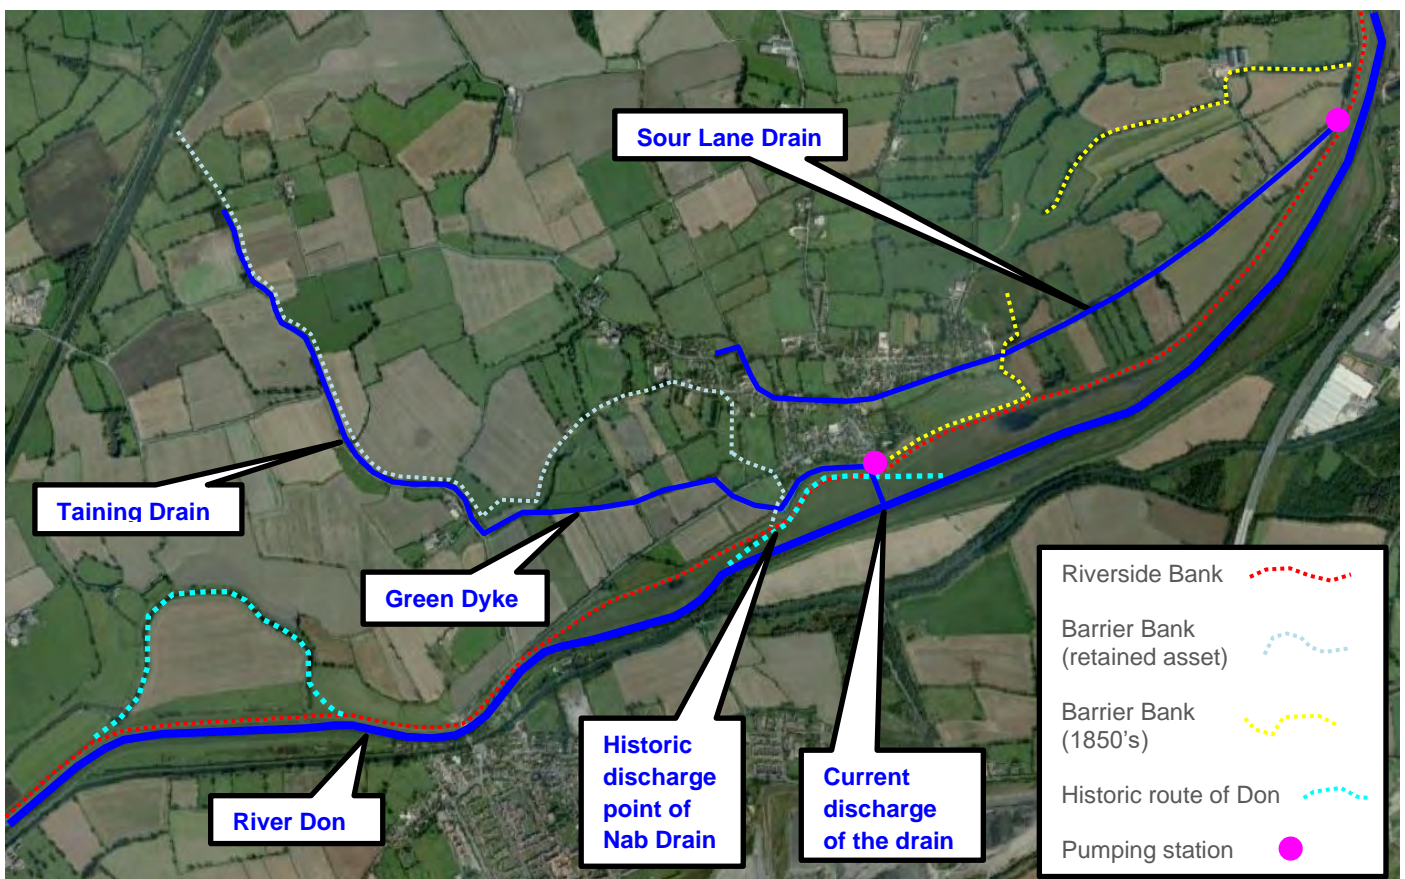 Sour Lane Drain
Taining Drain
Green Dyke
River Don
Historic
discharge
point of
Nab Drain
Current
discharge
of the drain
Riverside Bank
Barrier Bank
(retained asset)
Barrier Bank
(1850's)
Historic route of Don
Pumping station